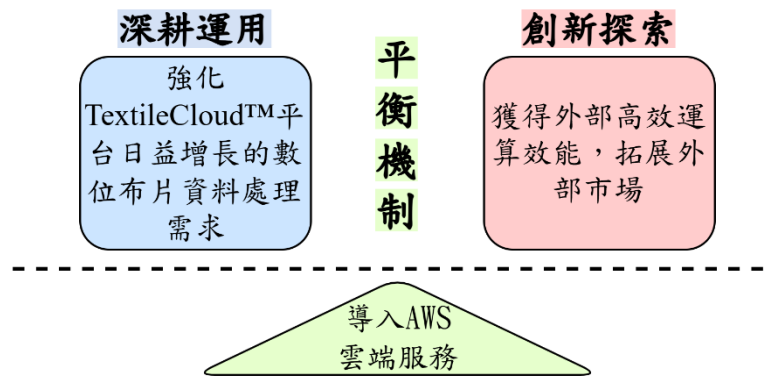 深耕運用
強化
TextileCloud™平
台日益增長的數
位布片資料處理
需求
平
衡
機
制
創新探索
獲得外部高效運
算效能，拓展外
部市場
導入AWS
雲端服務